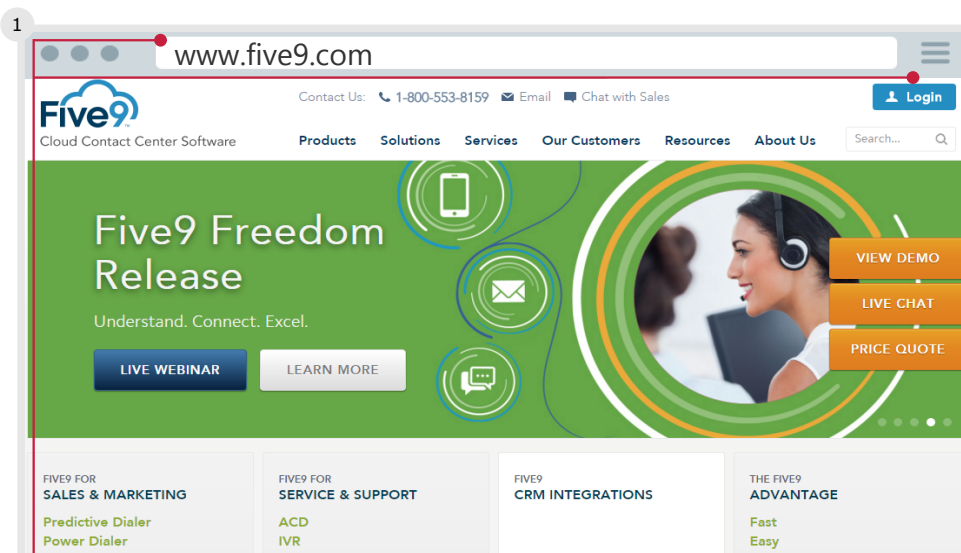 1
www.five9.com
Five9
Cloud Contact Center Software
Contact Us: 1-800-553-8159 Email Chat with Sales
Login
Products Solutions Services Our Customers Resources About Us
Search...
Five9 Freedom
Release
Understand. Connect. Excel.
LIVE WEBINAR LEARN MORE
VIEW DEMO
LIVE CHAT
PRICE QUOTE
FIVE9 FOR
SALES & MARKETING
Predictive Dialer
Power Dialer
FIVE9 FOR
SERVICE & SUPPORT
ACD
IVR
FIVE9
CRM INTEGRATIONS
THE FIVE9
ADVANTAGE
Fast
Easy